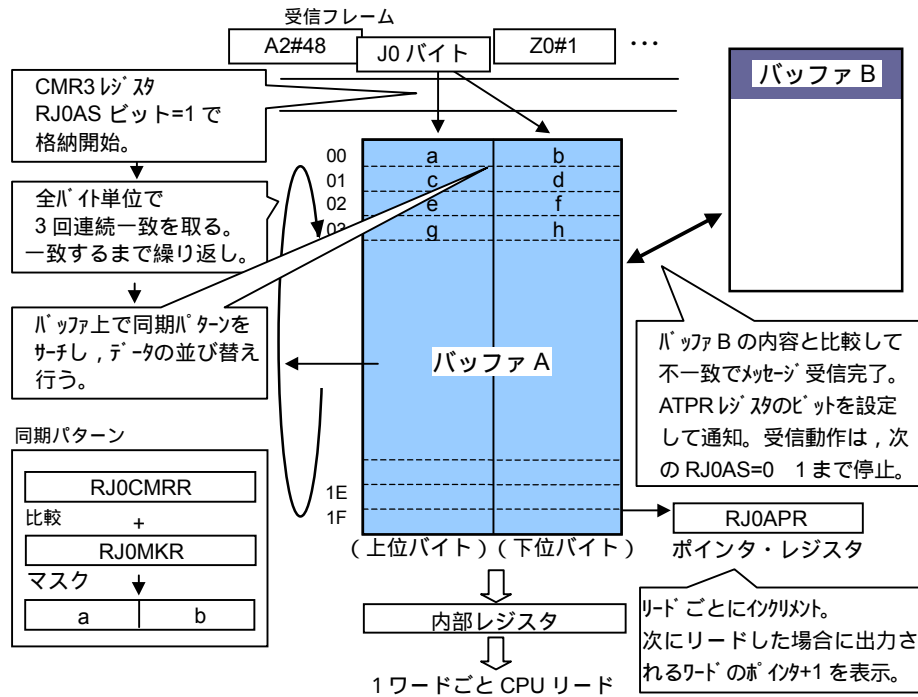 受信フレーム
A2#48
J0 バイト
Z0#1
…
バッファ B
CMR3 レジスタ
RJ0AS ビット=1 で
格納開始。
全バイト単位で
3 回連続一致を取る。
一致するまで繰り返し。
バッファ上で同期パターンを
サーチし，データの並び替え
行う。
00
a
b
01
c
d
02
e
f
03
g
h
バッファ A
1E
1F
バッファ B の内容と比較して
不一致でメッセージ受信完了。
ATPR レジスタのビットを設定
して通知。受信動作は，次
の RJ0AS=0 1 まで停止。
同期パターン
RJ0CMRR
比較
+
RJ0MKR
マスク
a
b
(上位バイト)(下位バイト)
RJ0APR
ポインタ・レジスタ
内部レジスタ
1 ワードごと CPU リード
リードごとにインクリメント。
次にリードした場合に出力さ
れるワードのポインタ+1 を表示。